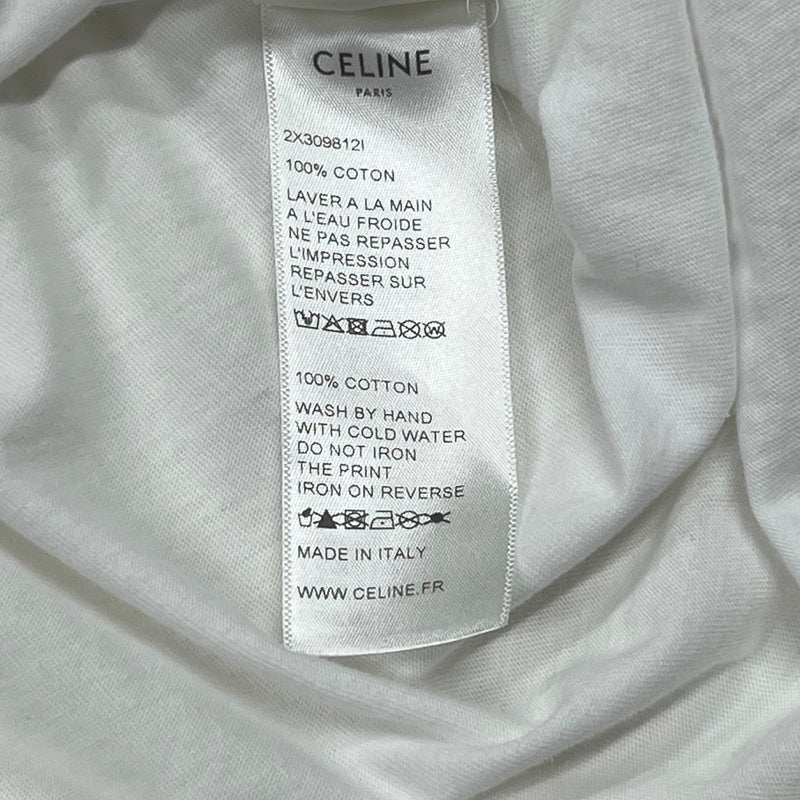 CELINE
PARIS
2X309812I
100% COTON
LAVER A LA MAIN
A L'EAU FROIDE
NE PAS REPASSER
L'IMPRESSION
REPASSER SUR
L'ENVERS
100% COTTON
WASH BY HAND
WITH COLD WATER
DO NOT IRON
THE PRINT
IRON ON REVERSE
MADE IN ITALY
WWW.CELINE.FR